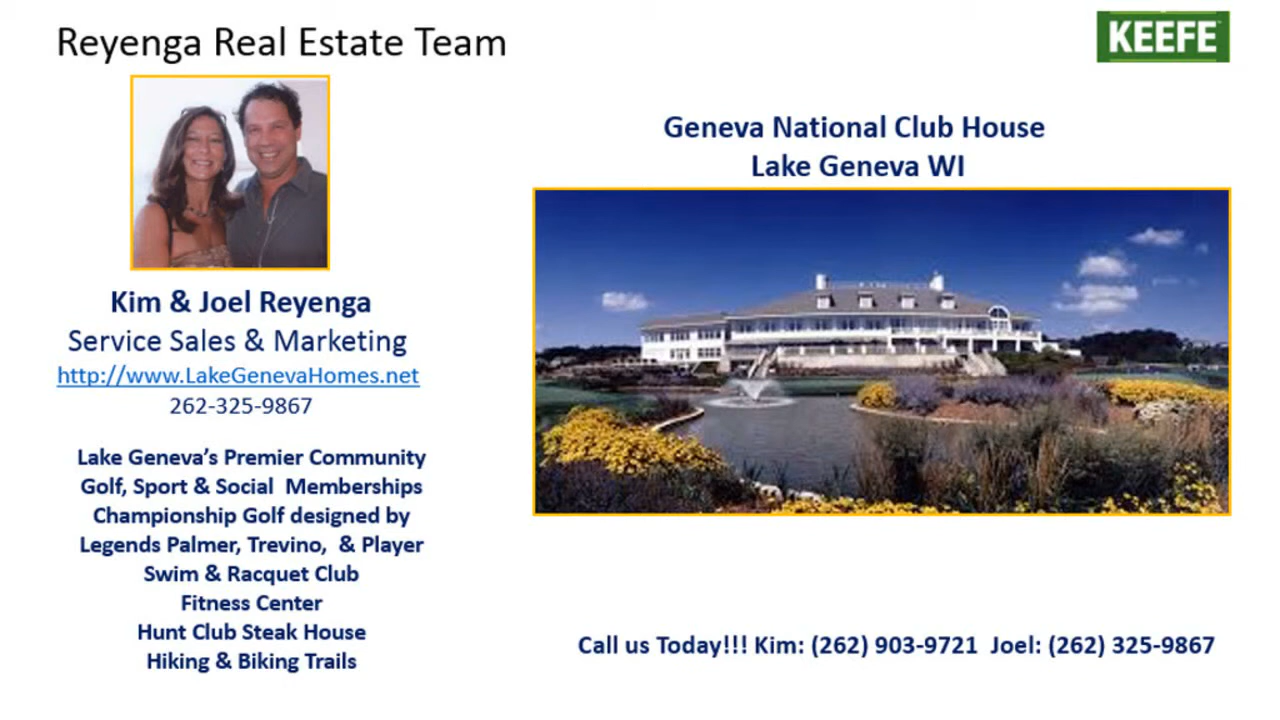 Reyenga Real Estate Team
KEEFE
Kim & Joel Reyenga
Service Sales & Marketing
http://www.LakeGenevaHomes.net
262-325-9867
Lake Geneva’s Premier Community
Golf, Sport & Social  Memberships
Championship Golf designed by
Legends Palmer, Trevino,  & Player
Swim & Racquet Club
Fitness Center
Hunt Club Steak House
Hiking & Biking Trails
Geneva National Club House
Lake Geneva WI
Call us Today!!! Kim: (262) 903-9721  Joel: (262) 325-9867